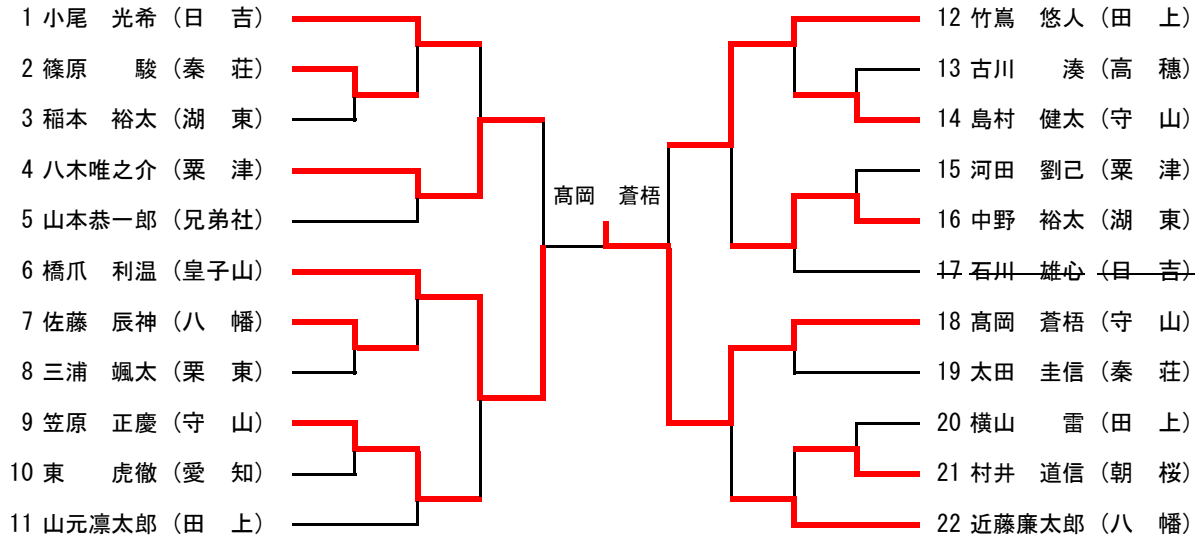 1 小尾　光希（日　吉）
2 篠原　　駿（秦　荘）
3 稲本　裕太（湖　東）
4 八木唯之介（粟　津）
5 山本恭一郎（兄弟社）
6 橋爪　利温（皇子山）
7 佐藤　辰神（八　幡）
8 三浦　颯太（栗　東）
9 笠原　正慶（守　山）
10 東　　虎徹（愛　知）
11 山元凛太郎（田　上）
髙岡　蒼梧
12 竹嶌　悠人（田　上）
13 古川　　湊（高　穂）
14 島村　健太（守　山）
15 河田　劉己（粟　津）
16 中野　裕太（湖　東）
17 石川　雄心（日　吉）
18 髙岡　蒼梧（守　山）
19 太田　圭信（秦　荘）
20 横山　　雷（田　上）
21 村井　道信（朝　桜）
22 近藤廉太郎（八　幡）